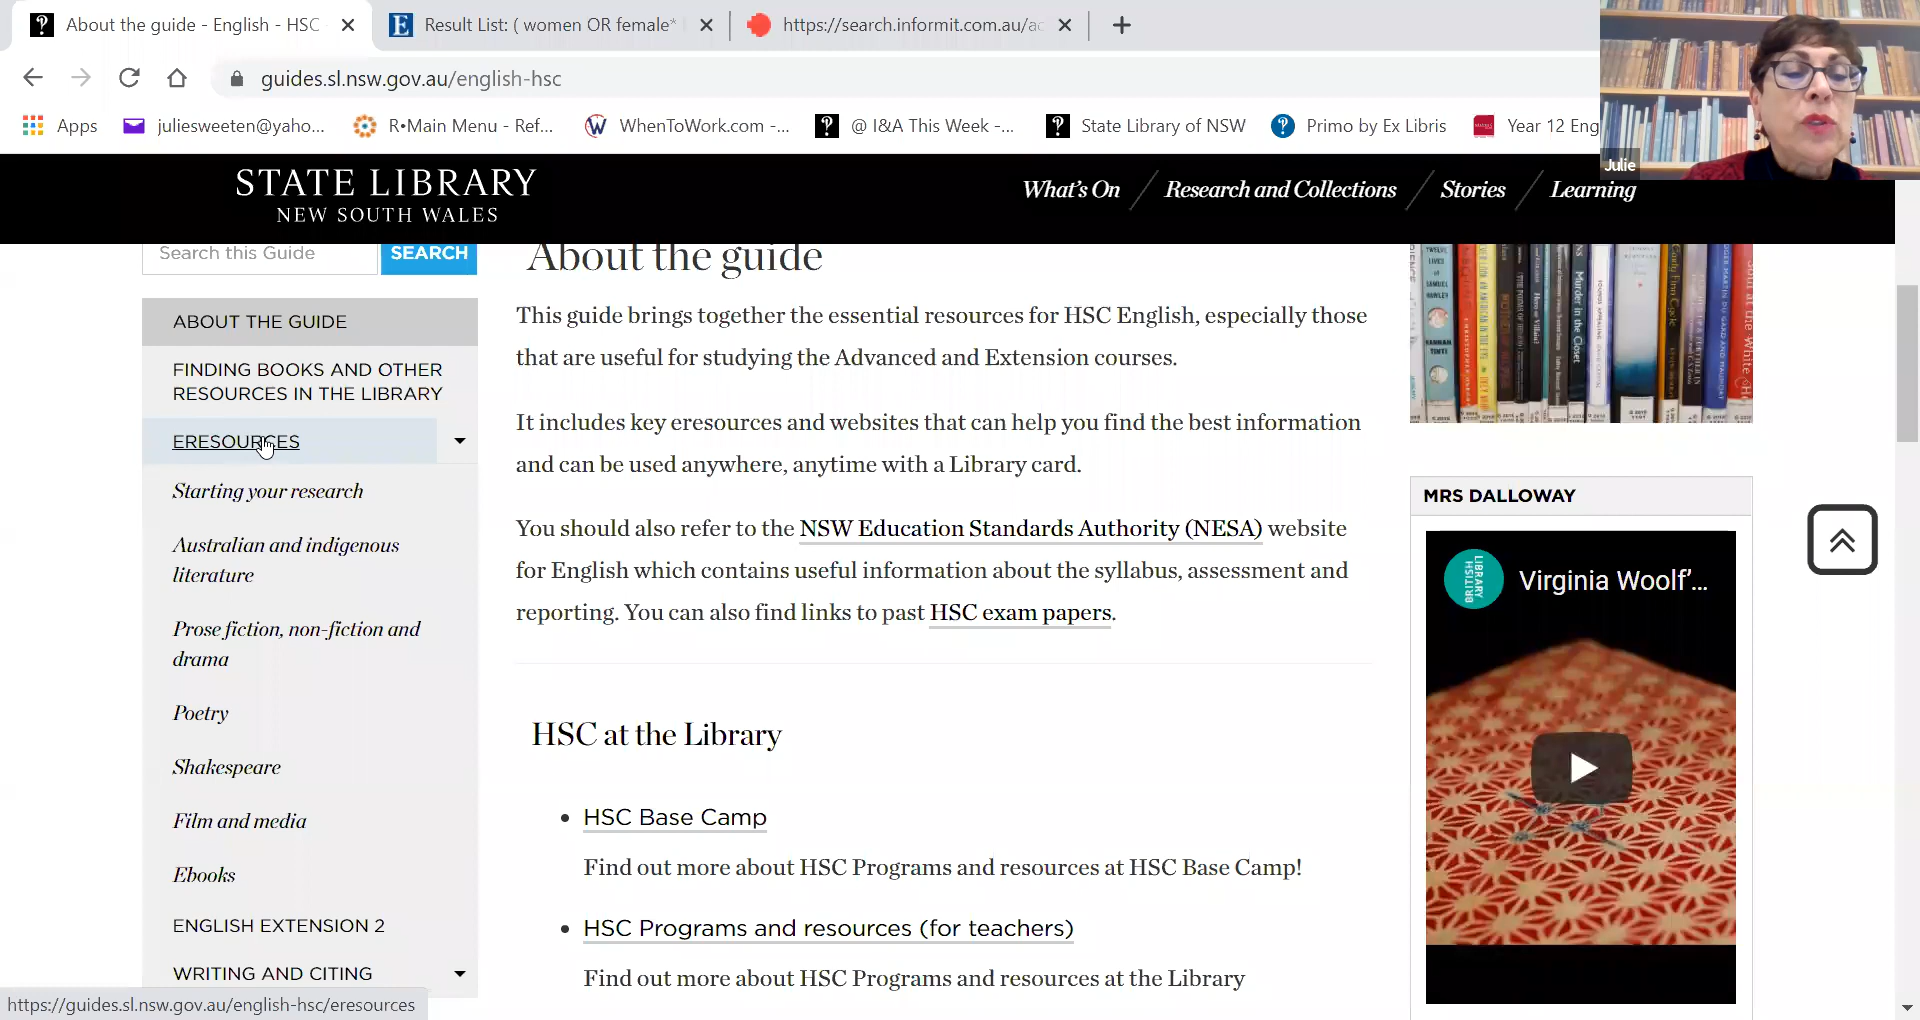 About the guide - English - HSC
Result List: ( women OR female*
https://search.informit.com.au/ac
guides.sl.nsw.gov.au/english-hsc
Apps
juliesweeten@yaho...
R•Main Menu - Ref...
WhenToWork.com -...
@ I&A This Week -...
State Library of NSW
Primo by Ex Libris
Year 12 Eng
Julie
STATE LIBRARY
NEW SOUTH WALES
What's On
Research and Collections
Stories
Learning
Search this Guide
SEARCH
ABOUT THE GUIDE
FINDING BOOKS AND OTHER
RESOURCES IN THE LIBRARY
ERESOURCES
Starting your research
Australian and indigenous
literature
Prose fiction, non-fiction and
drama
Poetry
Shakespeare
Film and media
Ebooks
ENGLISH EXTENSION 2
WRITING AND CITING
https://guides.sl.nsw.gov.au/english-hsc/eresources
About the guide
This guide brings together the essential resources for HSC English, especially those
that are useful for studying the Advanced and Extension courses.
It includes key eresources and websites that can help you find the best information
and can be used anywhere, anytime with a Library card.
You should also refer to the NSW Education Standards Authority (NESA) website
for English which contains useful information about the syllabus, assessment and
reporting. You can also find links to past HSC exam papers.
HSC at the Library
HSC Base Camp
Find out more about HSC Programs and resources at HSC Base Camp!
HSC Programs and resources (for teachers)
Find out more about HSC Programs and resources at the Library
Murder in the Closet
MRS DALLOWAY
LIBRARY
BRITISH
Virginia Woolf'...